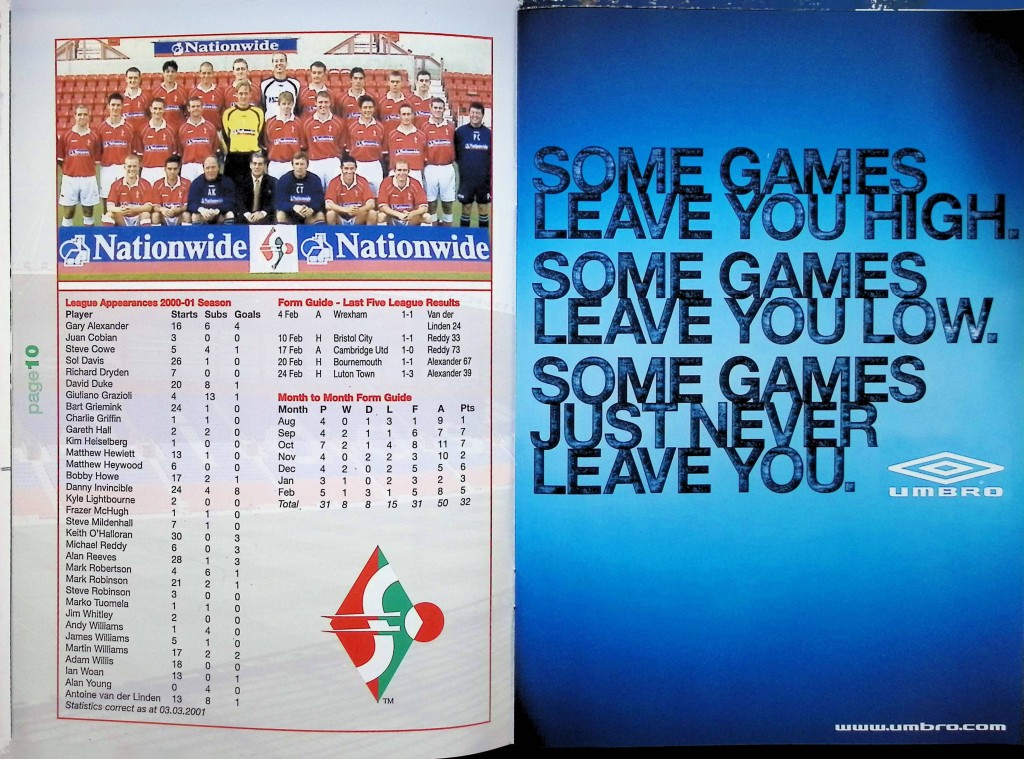 Nationwide
AK
CT
FC
Nationwide
Nationwide
page10
League Appearances 2000-01 Season
Player Starts Subs Goals
Gary Alexander 16 6 4
Juan Cobian 3 0 0
Steve Cowe 5 4 1
Sol Davis 26 1 0
Richard Dryden 7 0 0
David Duke 20 8 1
Giuliano Grazioli 4 13 1
Bart Griemink 24 1 0
Charlie Griffin 1 1 0
Gareth Hall 2 2 0
Kim Heiselberg 1 0 0
Matthew Hewlett 13 1 0
Matthew Heywood 6 0 0
Bobby Howe 17 2 1
Danny Invincible 24 4 8
Kyle Lightbourne 2 0 0
Frazer McHugh 1 1 0
Steve Mildenhall 7 1 0
Keith O'Halloran 30 0 3
Michael Reddy 6 0 3
Alan Reeves 28 1 3
Mark Robertson 4 6 1
Mark Robinson 21 2 1
Steve Robinson 3 0 0
Marko Tuomela 1 1 0
Jim Whitley 2 0 0
Andy Williams 1 4 0
James Williams 5 1 0
Martin Williams 17 2 2
Adam Willis 18 0 0
Ian Woan 13 0 1
Alan Young 0 4 0
Antoine van der Linden 13 8 1
Statistics correct as at 03.03.2001
Form Guide - Last Five League Results
4 Feb A Wrexham 1-1 Van der
Linden 24
10 Feb H Bristol City 1-1 Reddy 33
17 Feb A Cambridge Utd 1-0 Reddy 73
20 Feb H Bournemouth 1-1 Alexander 67
24 Feb H Luton Town 1-3 Alexander 39
Month to Month Form Guide
Month P W D L F A Pts
Aug 4 0 1 3 1 9 1
Sep 4 2 1 1 6 7 7
Oct 7 2 1 4 8 11 7
Nov 4 0 2 2 3 10 2
Dec 4 2 0 2 5 5 6
Jan 3 1 0 2 3 2 3
Feb 5 1 3 1 5 8 5
Total 31 8 8 15 31 50 32
TM
SOME GAMES
LEAVE YOU HIGH.
SOME GAMES
LEAVE YOU LOW.
SOME GAMES
JUST NEVER
LEAVE YOU.
UMBRO
www.umbro.com